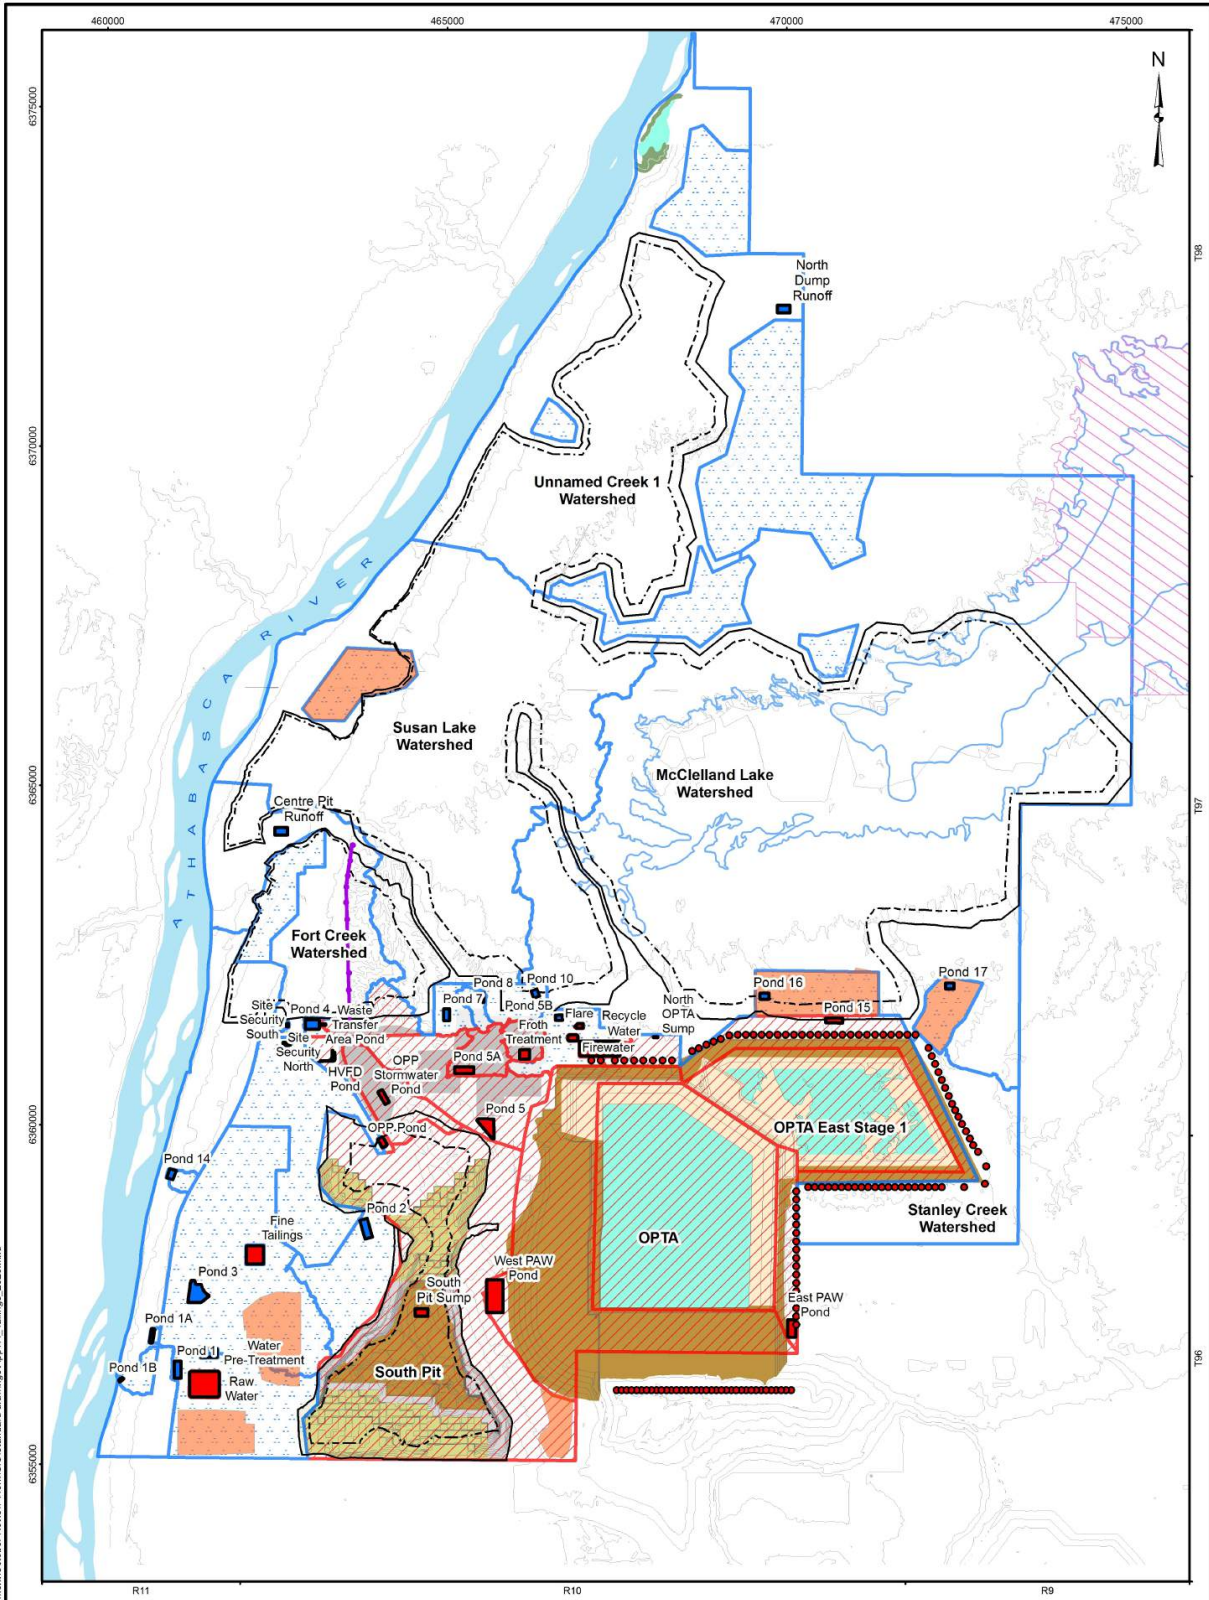 460000
465000
470000
475000
N
6375000
T98
North
Dump
Runoff
6370000
Unnamed Creek 1
Watershed
ATHABASCA RIVER
Susan Lake
Watershed
McClelland Lake
Watershed
6365000
T97
Centre Pit
Runoff
Fort Creek
Watershed
Pond 8
Pond 10
Pond 16
Pond 17
Site
Security
South
Pond 4
Waste
Transfer
Area Pond
Pond 7
Pond 5B
Flare
Recycle
Water
North
OPTA
Sump
Pond 15
Site
Security
North
HVFD
Pond
OPP
Stormwater
Pond
Pond 5A
Froth
Treatment
Firewater
6360000
OPP Pond
Pond 5
OPTA East Stage 1
Pond 14
Pond 2
Stanley Creek
Watershed
Fine
Tailings
OPTA
Pond 3
South
Pit Sump
West PAW
Pond
East PAW
Pond
Pond 1A
Pond 1B
Pond 1
Water
Pre-Treatment
Raw
Water
South Pit
T96
6355000
R11
R10
R9